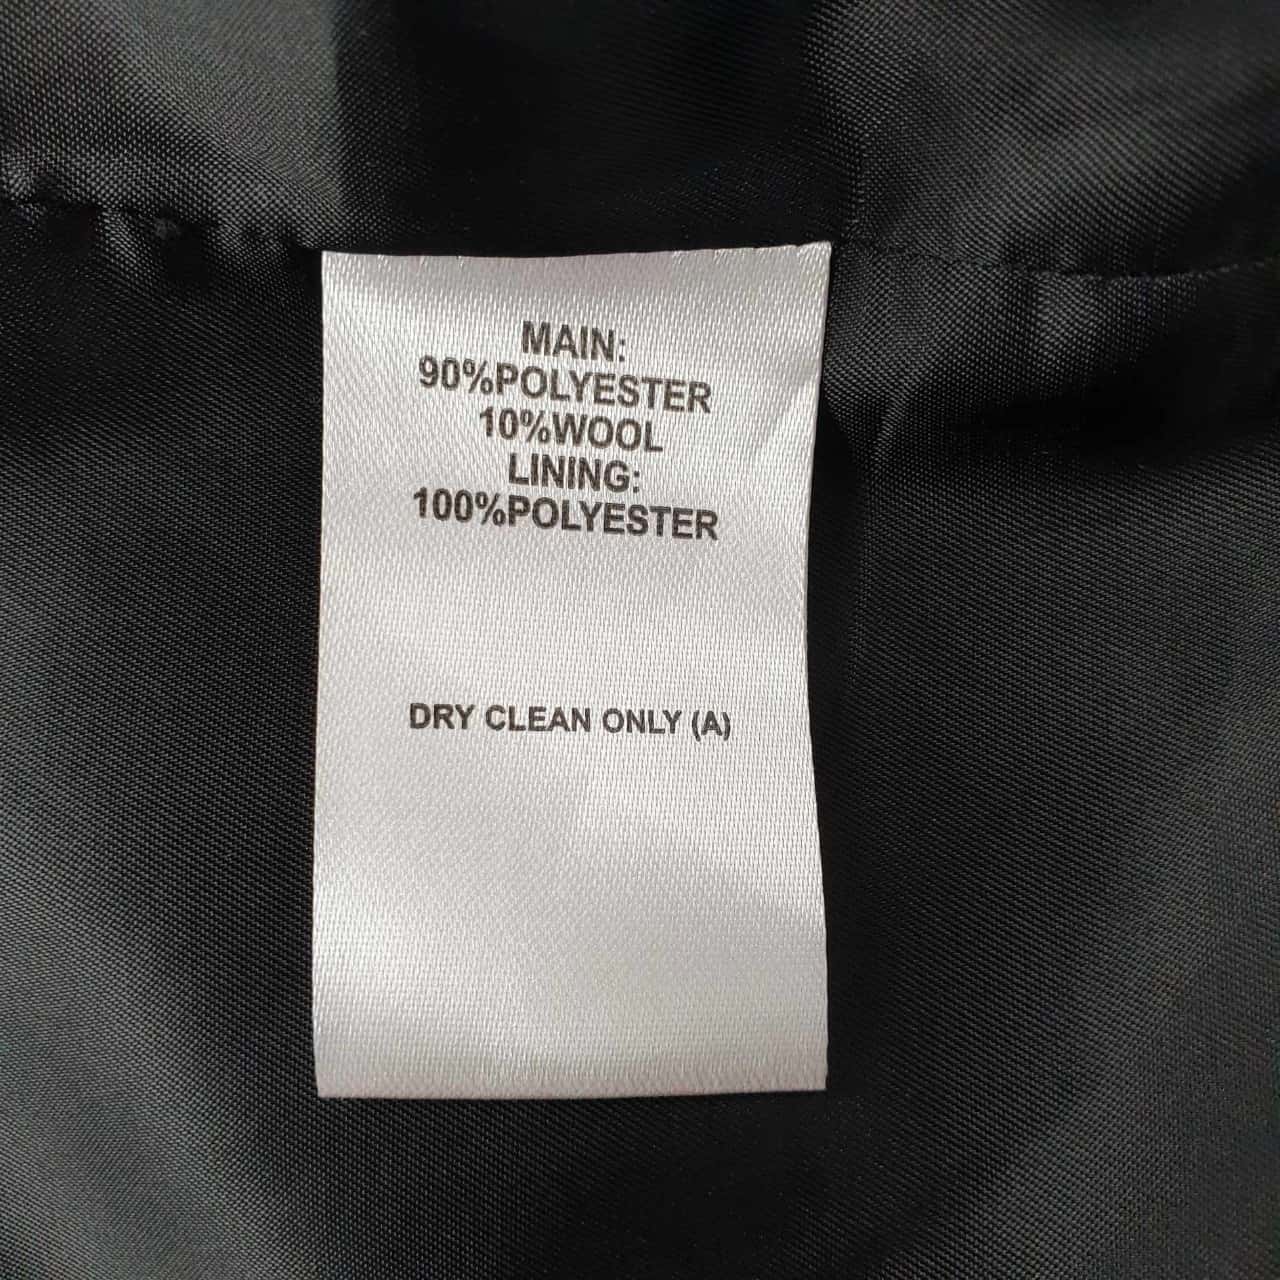 MAIN:
90%POLYESTER
10%WOOL
LINING:
100%POLYESTER
DRY CLEAN ONLY (A)